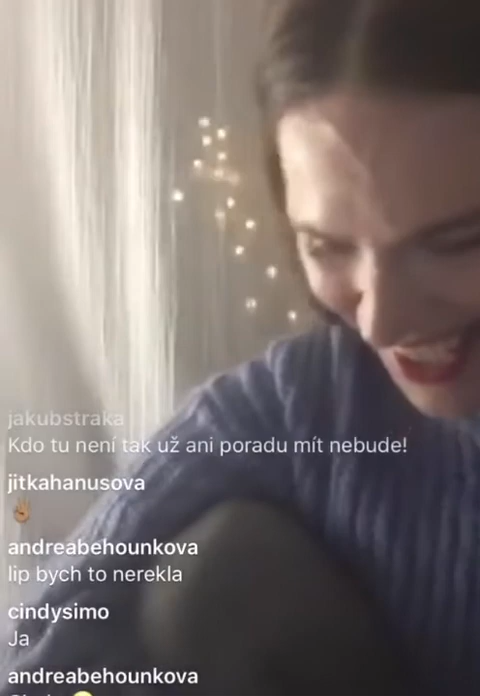 jakubstraka
Kdo tu není tak už ani poradu mít nebude!
jitkahanusova
✌🏽
andreabehounkova
lip bych to nerekla
cindysimo
Ja
andreabehounkova